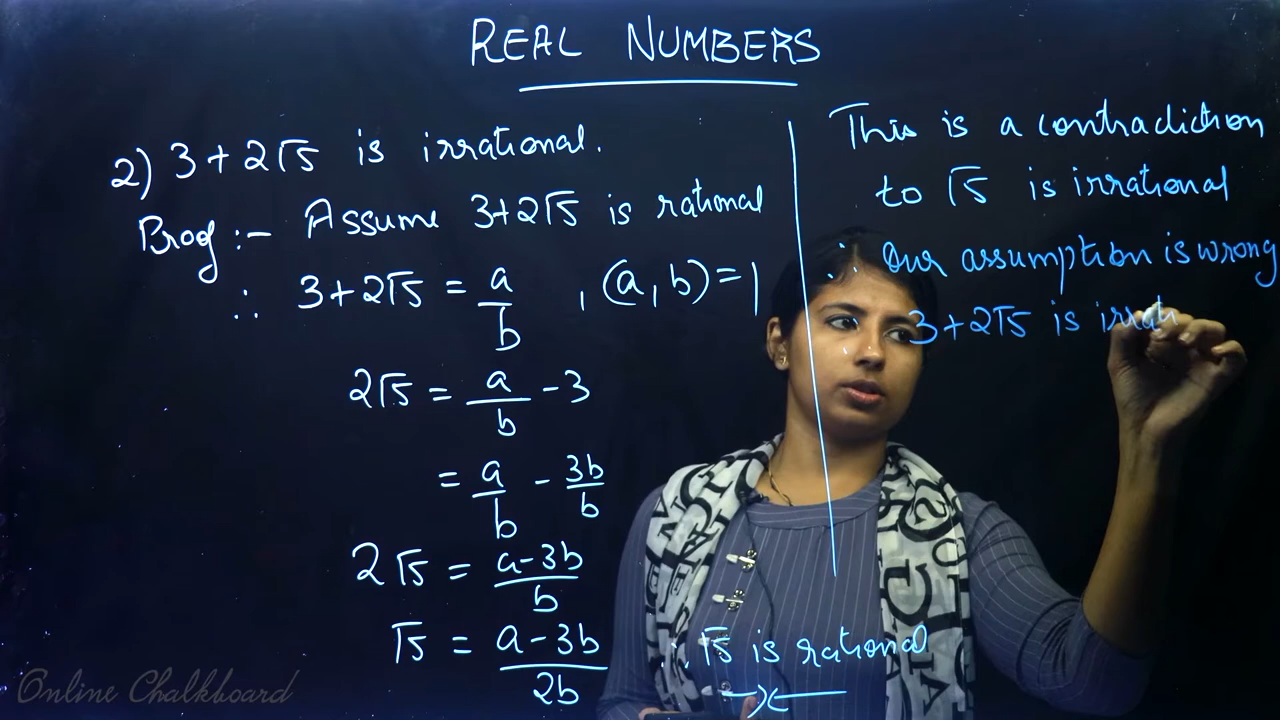 REAL NUMBERS
2) 3+2√5 is irrational.
Proof :- Assume 3+2√5 is rational
∴ 3+2√5 = a/b , (a, b) = 1
2√5 = a/b - 3
= a/b - 3b/b
2√5 = a-3b/b
√5 = a-3b/2b ∴ √5 is rational
This is a contradiction
to √5 is irrational
∴ Our assumption is wrong
∴ 3+2√5 is irrati
Online Chalkboard